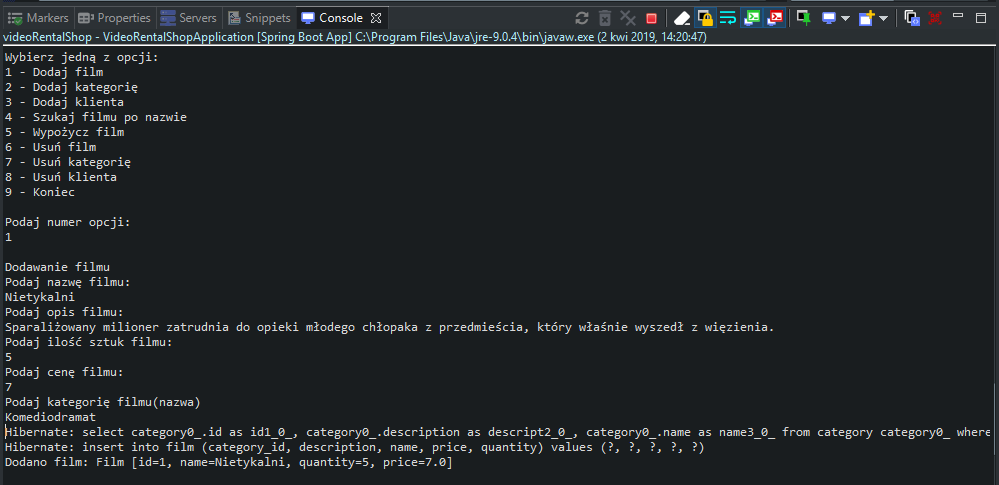 Markers Properties Servers Snippets Console
videoRentalShop - VideoRentalShopApplication [Spring Boot App] C:\Program Files\Java\jre-9.0.4\bin\javaw.exe (2 kwi 2019, 14:20:47)
Wybierz jedną z opcji:
1 - Dodaj film
2 - Dodaj kategorię
3 - Dodaj klienta
4 - Szukaj filmu po nazwie
5 - Wypożycz film
6 - Usuń film
7 - Usuń kategorię
8 - Usuń klienta
9 - Koniec
Podaj numer opcji:
1
Dodawanie filmu
Podaj nazwę filmu:
Nietykalni
Podaj opis filmu:
Sparaliżowany milioner zatrudnia do opieki młodego chłopaka z przedmieścia, który właśnie wyszedł z więzienia.
Podaj ilość sztuk filmu:
5
Podaj cenę filmu:
7
Podaj kategorię filmu(nazwa)
Komediodramat
Hibernate: select category0_.id as id1_0_, category0_.description as descript2_0_, category0_.name as name3_0_ from category category0_ where
Hibernate: insert into film (category_id, description, name, price, quantity) values (?, ?, ?, ?, ?)
Dodano film: Film [id=1, name=Nietykalni, quantity=5, price=7.0]